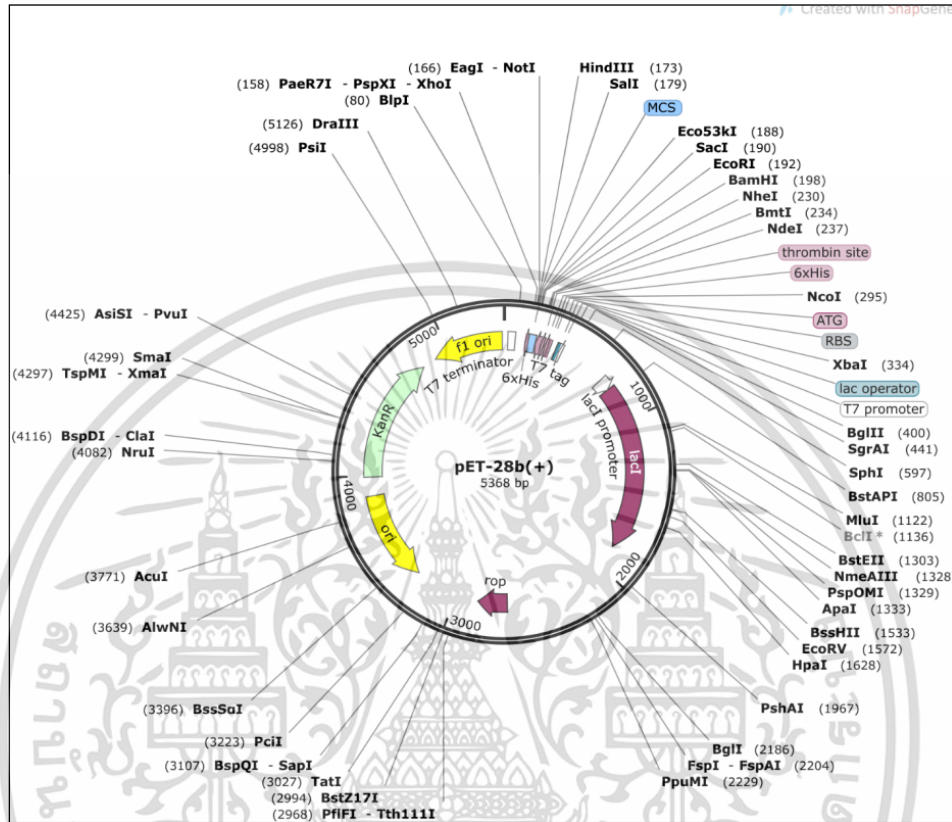 Created with SnapGene
(166) EagI - NotI
(158) PaeR7I - PspXI - XhoI
(80) BlpI
(5126) DraIII
(4998) PsiI
HindIII (173)
SalI (179)
MCS
Eco53kI (188)
SacI (190)
EcoRI (192)
BamHI (198)
NheI (230)
BmtI (234)
NdeI (237)
thrombin site
6xHis
NcoI (295)
ATG
RBS
XbaI (334)
lac operator
T7 promoter
BglII (400)
SgrAI (441)
SphI (597)
BstAPI (805)
MluI (1122)
BclI * (1136)
BstEII (1303)
NmeAIII (1328
PspOMI (1329)
ApaI (1333)
BssHII (1533)
EcoRV (1572)
HpaI (1628)
PshAI (1967)
BglI (2186)
FspI - FspAI (2204)
PpuMI (2229)
(4425) AsiSI - PvuI
(4299) SmaI
(4297) TspMI - XmaI
(4116) BspDI - ClaI
(4082) NruI
(3771) AcuI
(3639) AlwNI
(3396) BssSαI
(3223) PciI
(3107) BspQI - SapI
(3027) TatI
(2994) BstZ17I
(2968) PflFI - Tth111I
5000
f1 ori
T7 terminator
6xHis
T7 tag
lacI promoter
1000
KanR
lacI
pET-28b(+)
5368 bp
4000
ori
rop
2000
3000